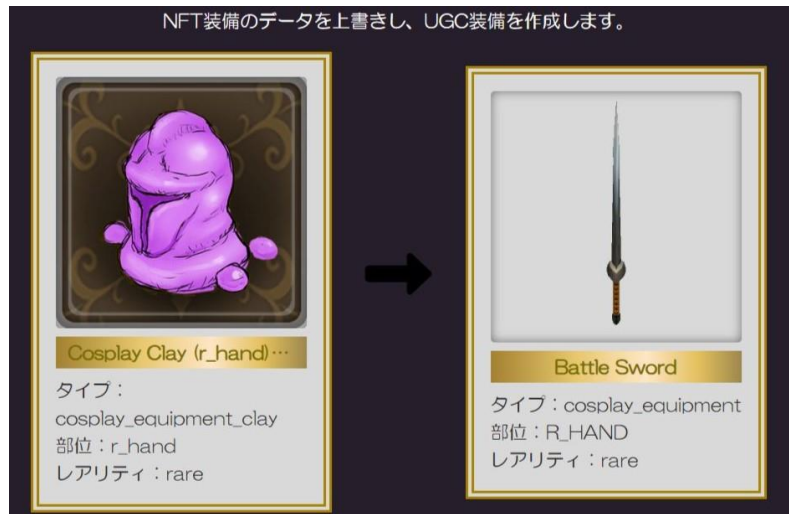 NFT装備のデータを上書きし、UGC装備を作成します。
Cosplay Clay (r_hand)…
タイプ：
cosplay_equipment_clay
部位：r_hand
レアリティ：rare
Battle Sword
タイプ：cosplay_equipment
部位：R_HAND
レアリティ：rare